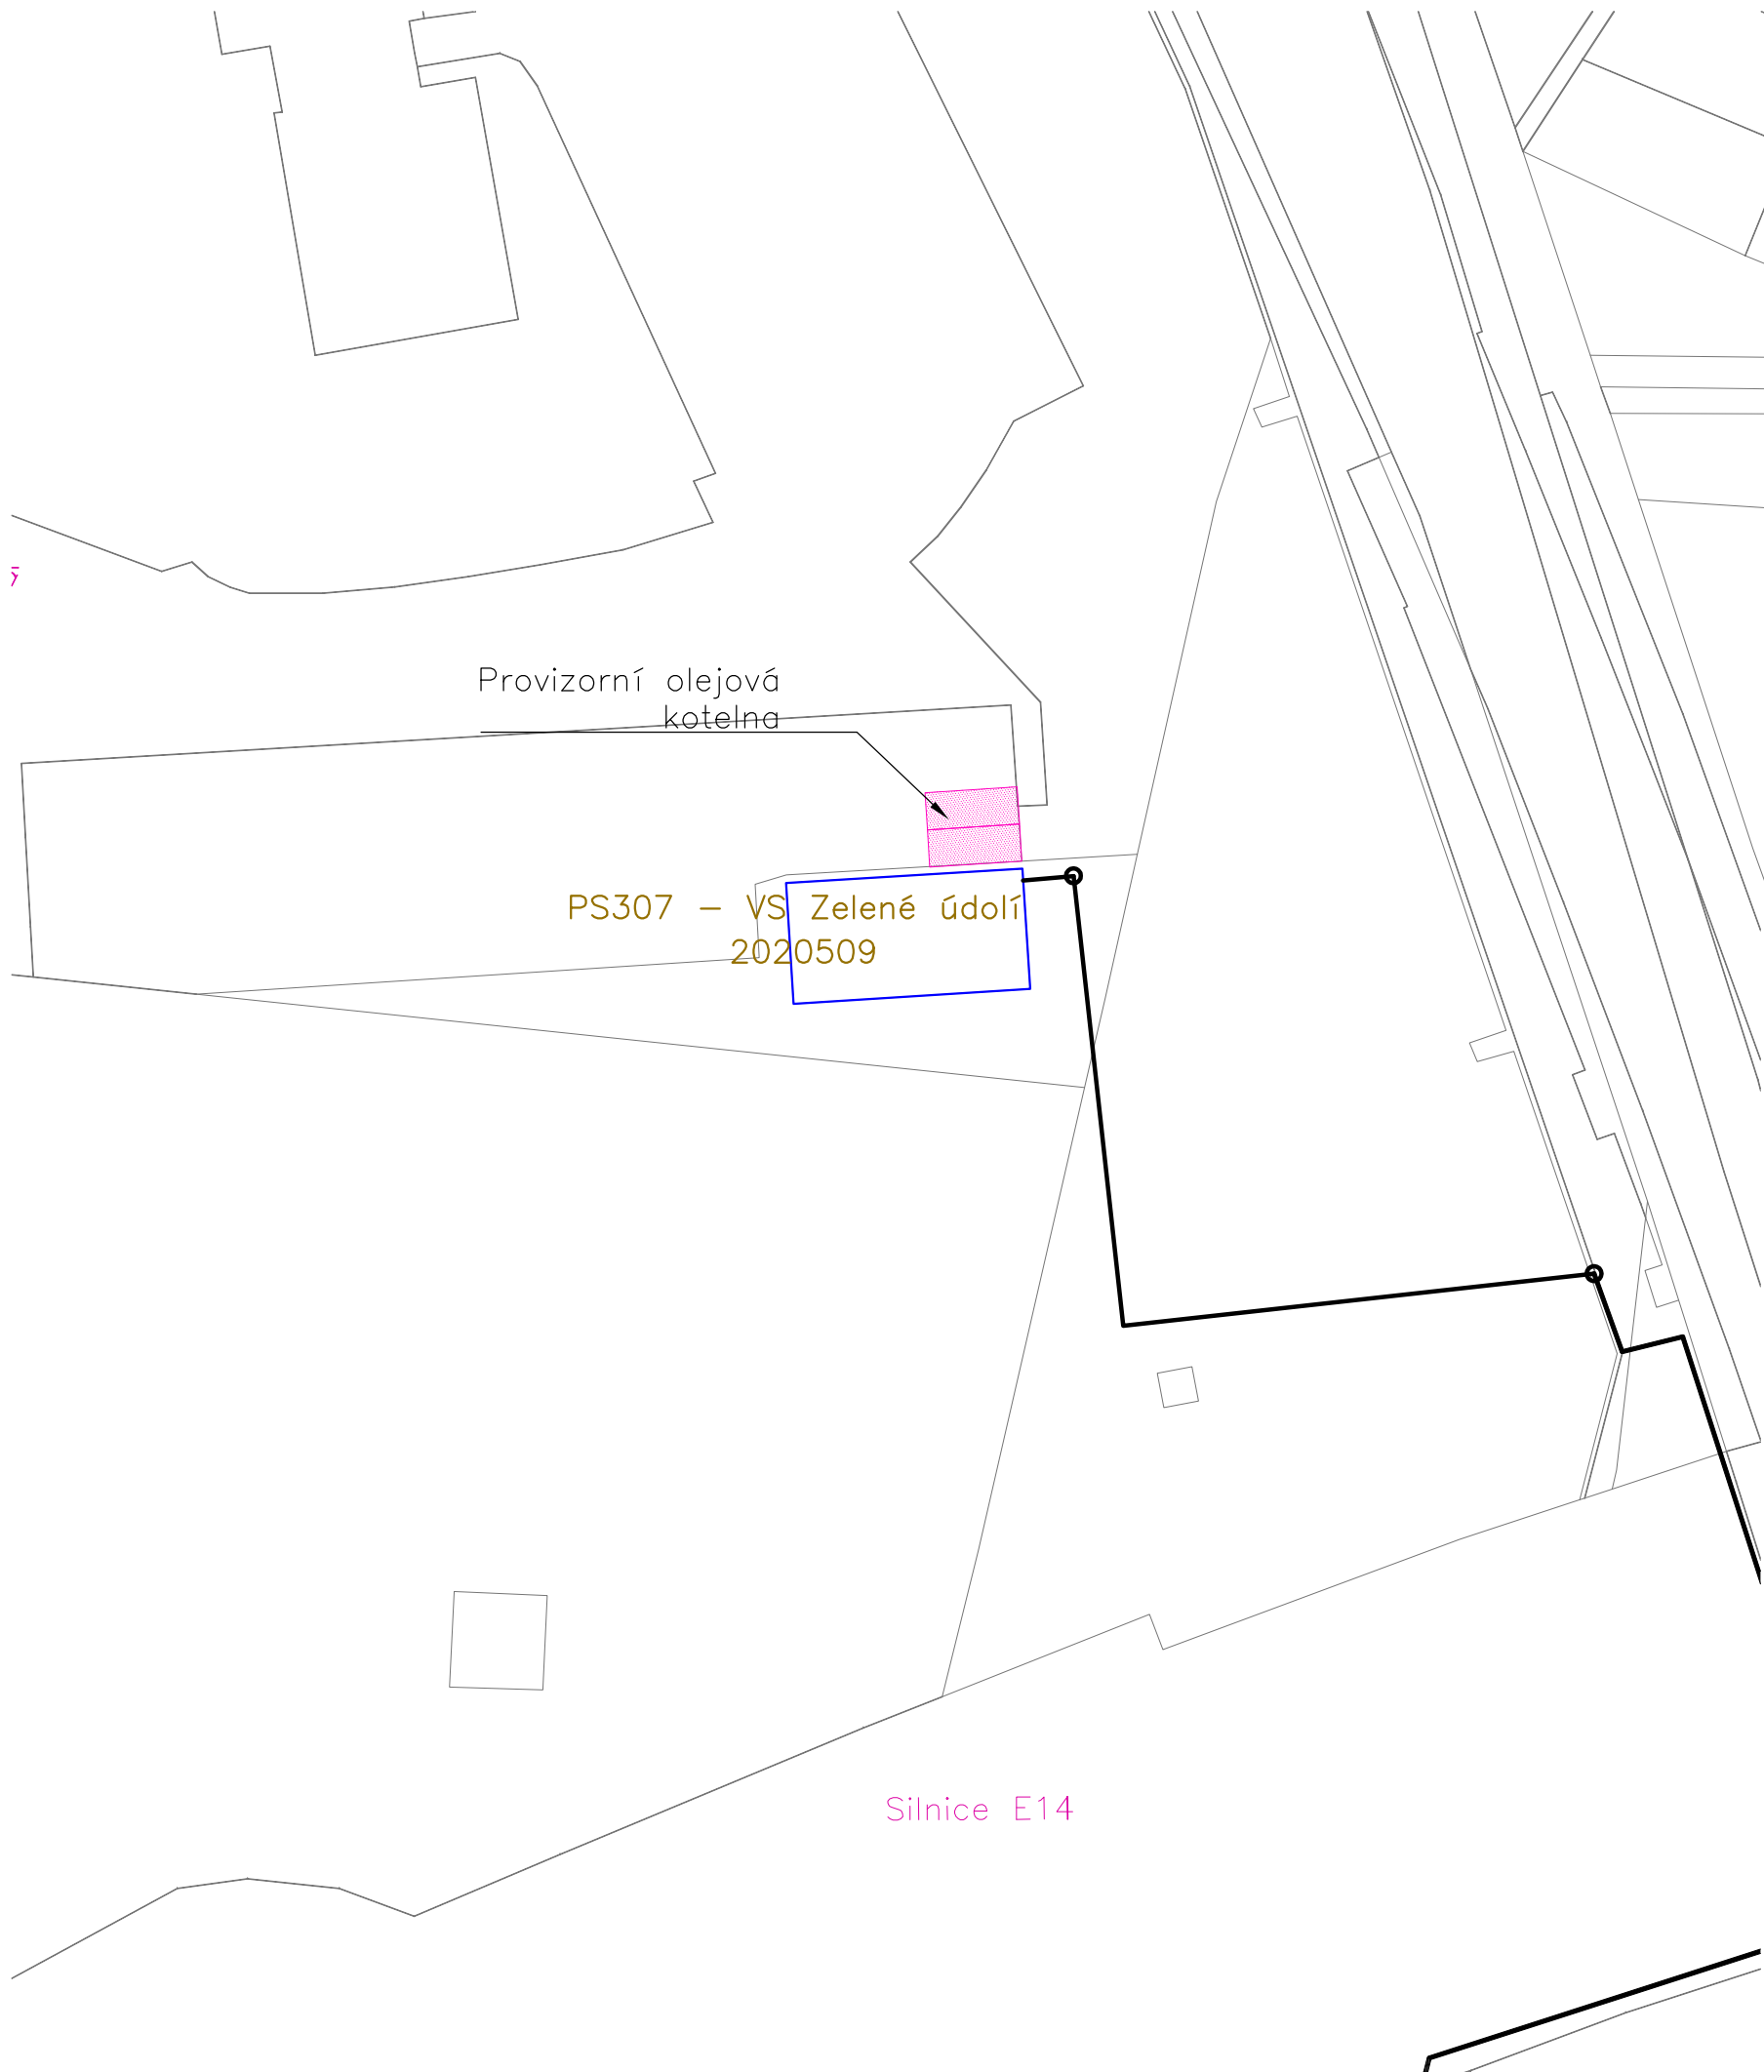 Provizorní olejová
kotelna
PS307 – VS Zelené údolí
2020509
Silnice E14